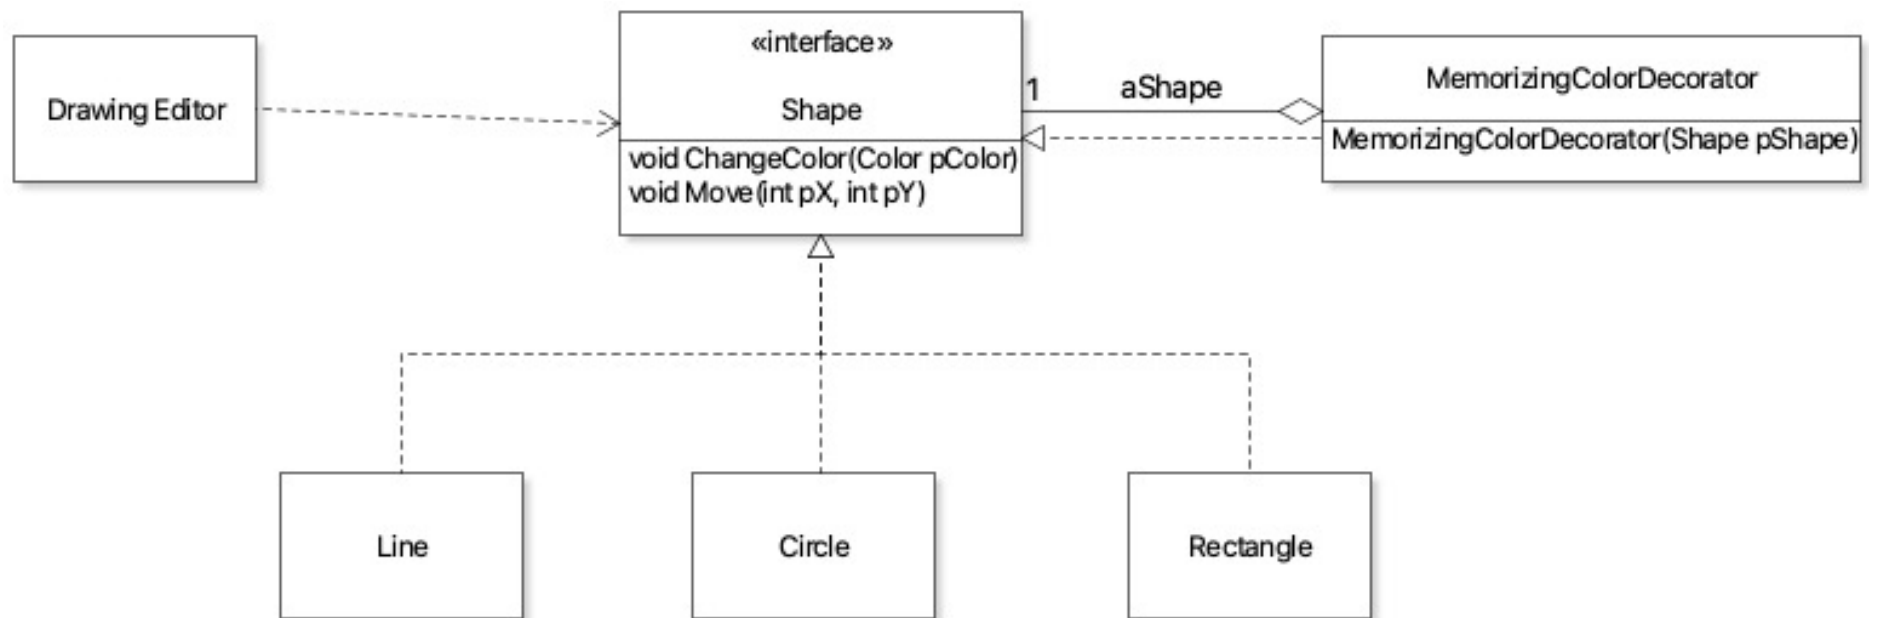 Drawing Editor
«interface»
Shape
void ChangeColor(Color pColor)
void Move(int pX, int pY)
1
aShape
MemorizingColorDecorator
MemorizingColorDecorator(Shape pShape)
Line
Circle
Rectangle